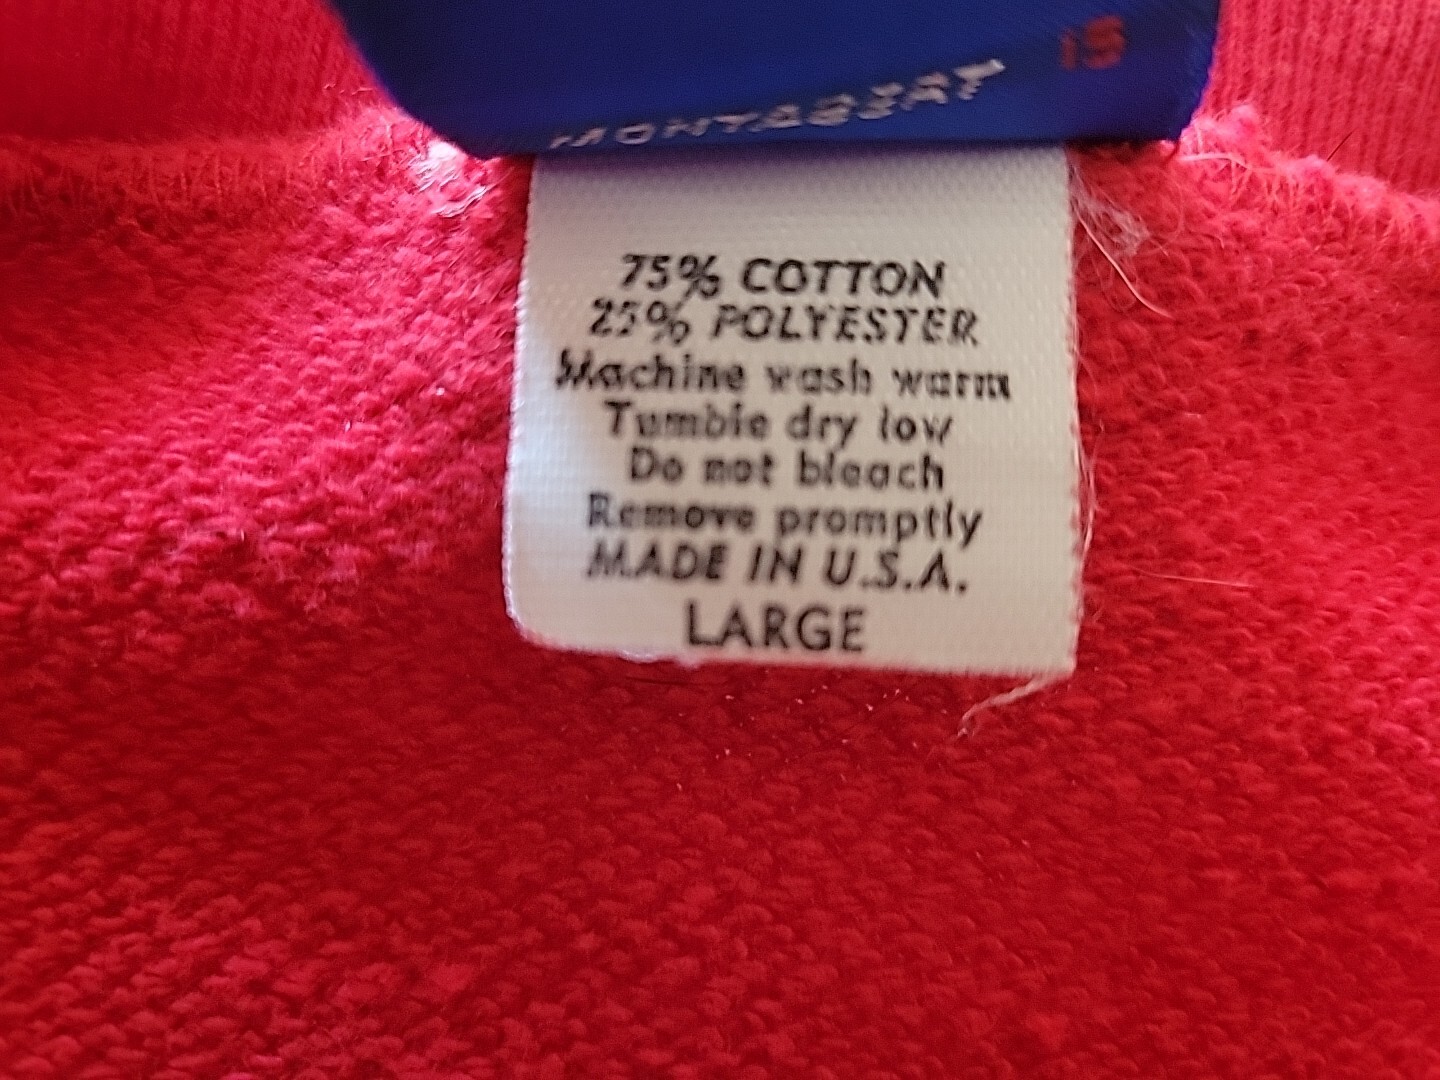 75% COTTON
25% POLYESTER
Machine wash warm
Tumble dry low
Do not bleach
Remove promptly
MADE IN U.S.A.
LARGE